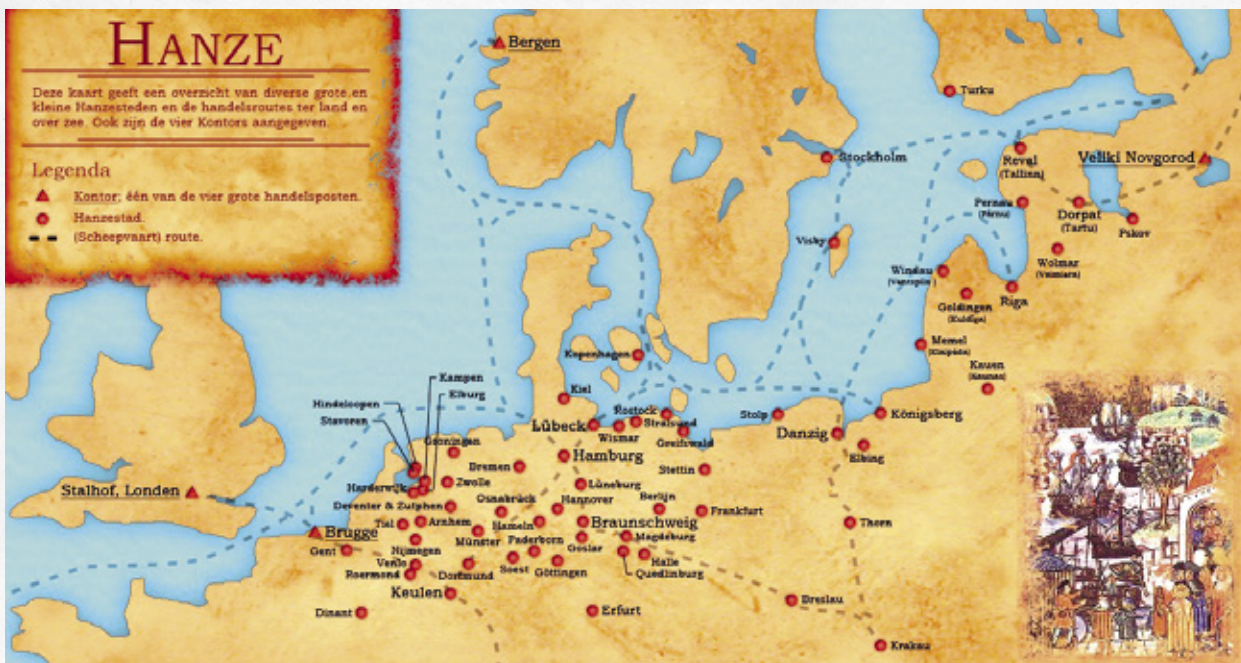 HANZE
Deze kaart geeft een overzicht van diverse grote en
kleine Hanzesteden en de handelsroutes ter land en
over zee. Ook zijn de vier Kontors aangegeven.
Legenda
Kontor; één van de vier grote handelsposten.
Hanzestad.
(Scheepvaart) route.
Bergen
Turku
Stockholm
Reval
(Tallinn)
Veliki Novgorod
Pernau
(Pärnu)
Dorpat
(Tartu)
Pskov
Visby
Wolmar
(Valmiera)
Windau
(Ventspils)
Goldingen
(Kuldiga)
Riga
Memel
(Klaipeda)
Kauen
(Kaunas)
Kopenhagen
Kampen
Elburg
Hindeloopen
Stavoren
Kiel
Rostock
Stralsund
Lübeck
Wismar
Greifswald
Stolp
Danzig
Königsberg
Elbing
Groningen
Bremen
Hamburg
Stettin
Stalhof, Londen
Harderwijk
Zwolle
Lüneburg
Deventer & Zutphen
Osnabrück
Hannover
Berlijn
Frankfurt
Tiel
Arnhem
Hameln
Braunschweig
Thorn
Brugge
Münster
Paderborn
Goslar
Magdeburg
Gent
Nijmegen
Venlo
Roermond
Dortmund
Soest
Göttingen
Halle
Quedlinburg
Keulen
Dinant
Erfurt
Breslau
Krakau